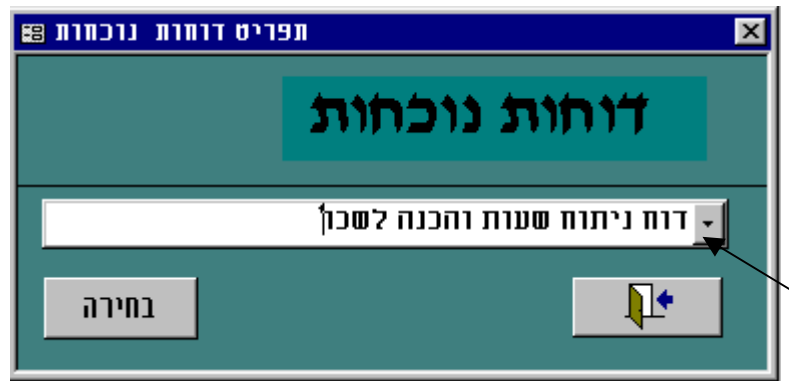 תפריט דוחות נוכחות
דוחות נוכחות
דוח ניתוח שעות והכנה לשכר
בחירה